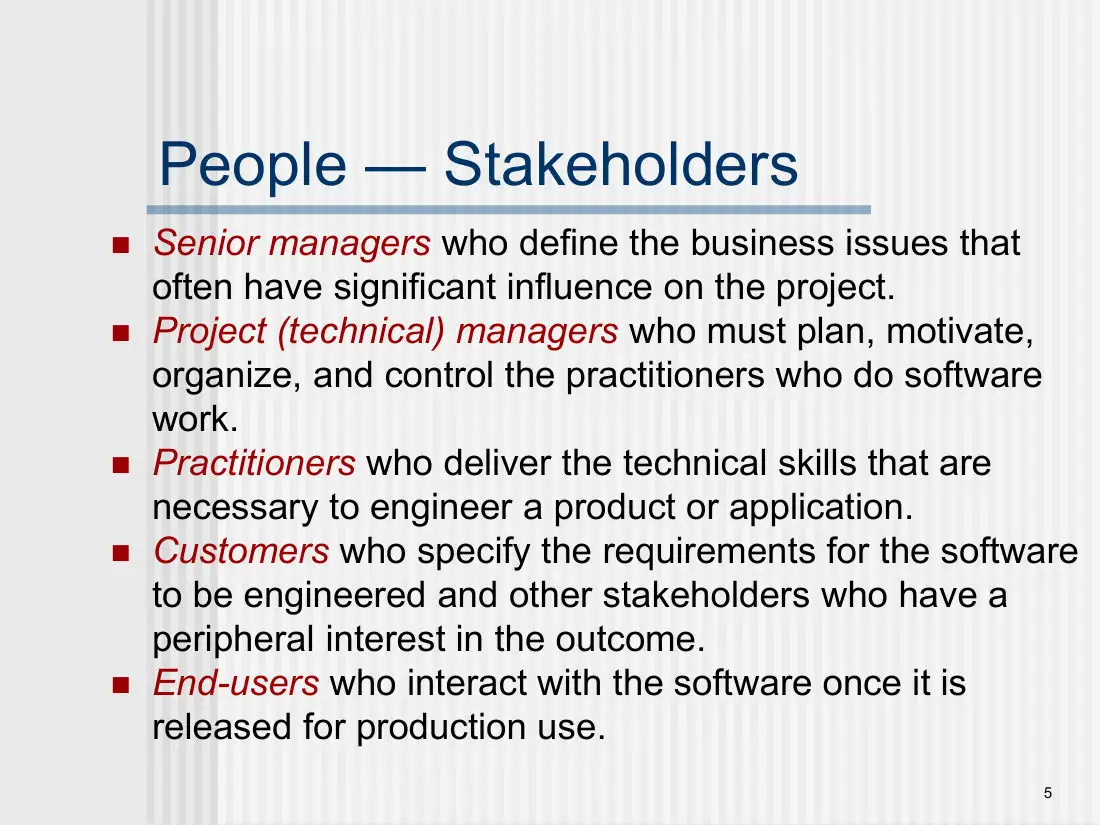 People — Stakeholders
Senior managers who define the business issues that
often have significant influence on the project.
Project (technical) managers who must plan, motivate,
organize, and control the practitioners who do software
work.
Practitioners who deliver the technical skills that are
necessary to engineer a product or application.
Customers who specify the requirements for the software
to be engineered and other stakeholders who have a
peripheral interest in the outcome.
End-users who interact with the software once it is
released for production use.
5